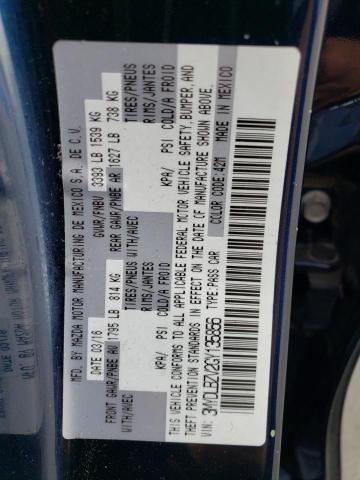 MFD. BY MAZDA MOTOR MANUFACTURING DE MEXICO S.A. DE C.V.
DATE: 02/16 GVWR/PNBV 3393 LB 1539 KG
FRONT GAWR/PNBE AV 1795 LB 814 KG REAR GAWR/PNBE AR 1627 LB 738 KG
WITH/AVEC TIRES/PNEUS WITH/AVEC TIRES/PNEUS
RIMS/JANTES RIMS/JANTES
KPA/ PSI COLD/A FROID KPA/ PSI COLD/A FROID
THIS VEHICLE CONFORMS TO ALL APPLICABLE FEDERAL MOTOR VEHICLE SAFETY, BUMPER, AND
THEFT PREVENTION STANDARDS IN EFFECT ON THE DATE OF MANUFACTURE SHOWN ABOVE.
VIN: 3MYDLBZV2GY135856 TYPE: PASS CAR COLOR CODE: 42M MADE IN MEXICO